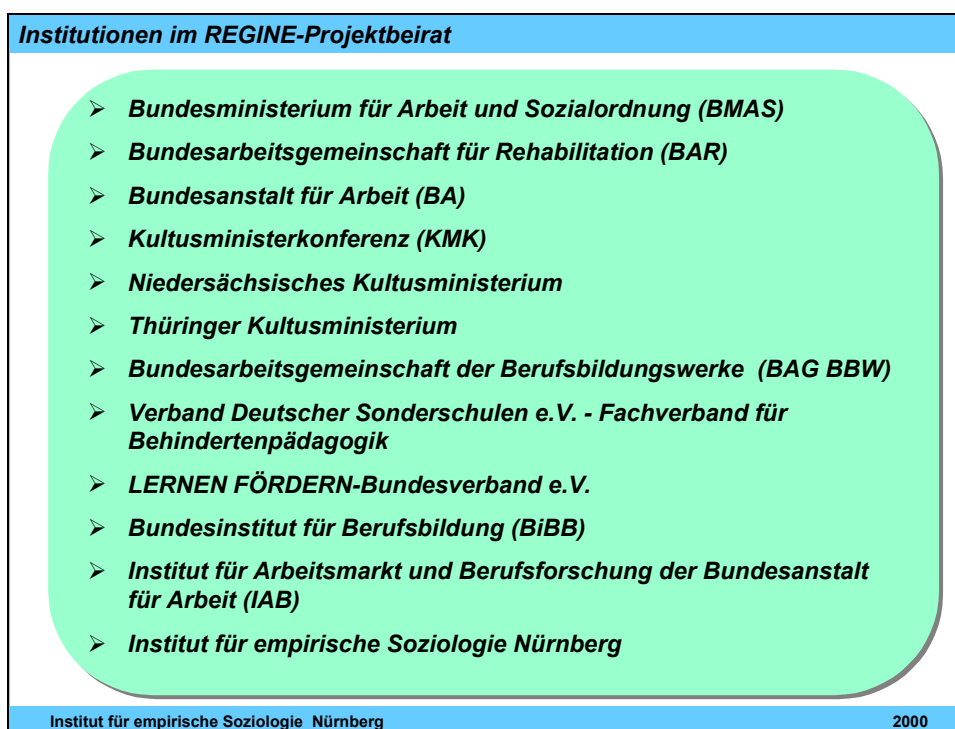 Institutionen im REGINE-Projektbeirat
➢ Bundesministerium für Arbeit und Sozialordnung (BMAS)
➢ Bundesarbeitsgemeinschaft für Rehabilitation (BAR)
➢ Bundesanstalt für Arbeit (BA)
➢ Kultusministerkonferenz (KMK)
➢ Niedersächsisches Kultusministerium
➢ Thüringer Kultusministerium
➢ Bundesarbeitsgemeinschaft der Berufsbildungswerke (BAG BBW)
➢ Verband Deutscher Sonderschulen e.V. - Fachverband für
Behindertenpädagogik
➢ LERNEN FÖRDERN-Bundesverband e.V.
➢ Bundesinstitut für Berufsbildung (BiBB)
➢ Institut für Arbeitsmarkt und Berufsforschung der Bundesanstalt
für Arbeit (IAB)
➢ Institut für empirische Soziologie Nürnberg
Institut für empirische Soziologie Nürnberg 2000